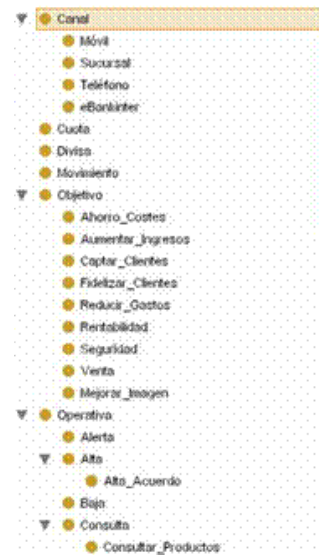 Canal
Móvil
Sucursal
Teléfono
eBankinter
Cuota
Divisa
Movimiento
Objetivo
Ahorro_Costes
Aumentar_Ingresos
Captar_Clientes
Fidelizar_Clientes
Reducir_Gastos
Rentabilidad
Seguridad
Venta
Mejorar_Imagen
Operativa
Alerta
Alta
Alta_Acuerdo
Baja
Consulta
Consultar_Productos